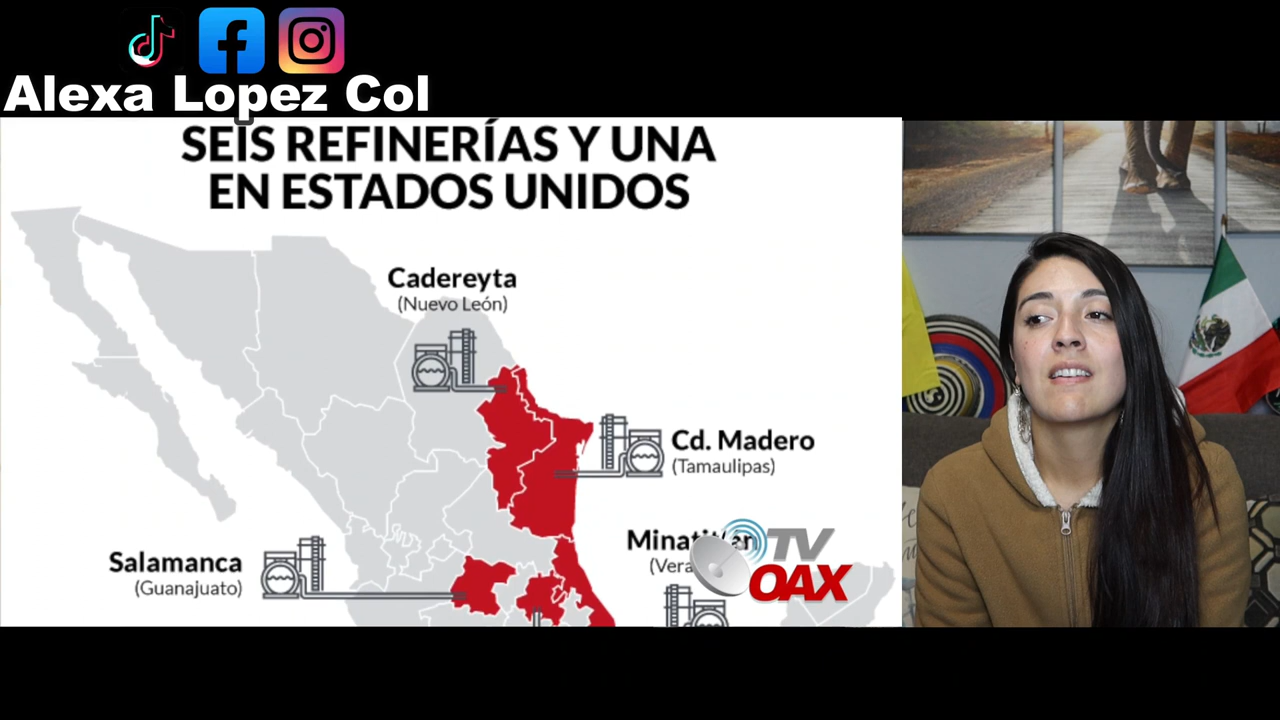 Alexa Lopez Col
SEIS REFINERÍAS Y UNA
EN ESTADOS UNIDOS
Cadereyta
(Nuevo León)
Cd. Madero
(Tamaulipas)
Salamanca
(Guanajuato)
TV
OAX